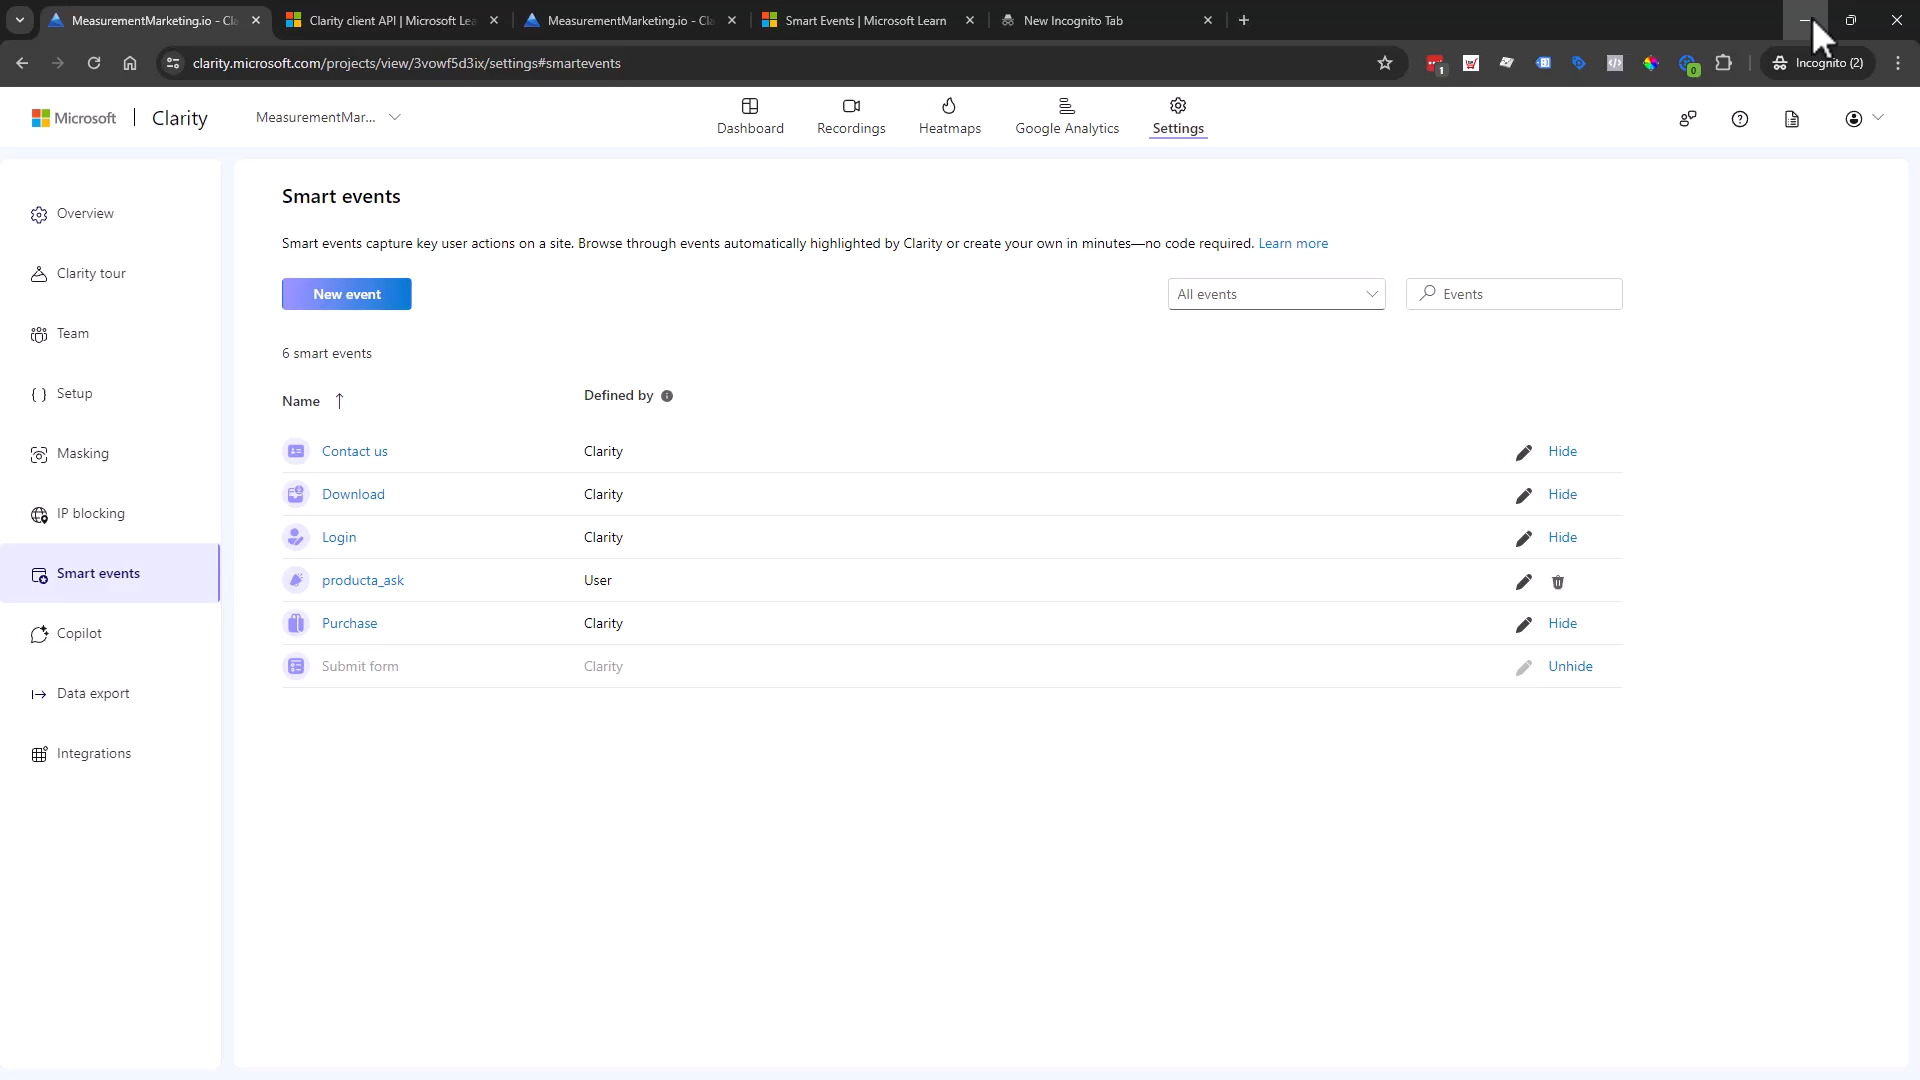 MeasurementMarketing.io - Cla
Clarity client API | Microsoft Lea
MeasurementMarketing.io - Cla
Smart Events | Microsoft Learn
New Incognito Tab
clarity.microsoft.com/projects/view/3vowf5d3ix/settings#smartevents
1
0
Incognito (2)
Microsoft | Clarity
MeasurementMar...
Dashboard
Recordings
Heatmaps
Google Analytics
Settings
Overview
Clarity tour
Team
Setup
Masking
IP blocking
Smart events
Copilot
Data export
Integrations
Smart events
Smart events capture key user actions on a site. Browse through events automatically highlighted by Clarity or create your own in minutes—no code required. Learn more
New event
All events
Events
6 smart events
Name Defined by
Contact us Clarity Hide
Download Clarity Hide
Login Clarity Hide
producta_ask User
Purchase Clarity Hide
Submit form Clarity Unhide